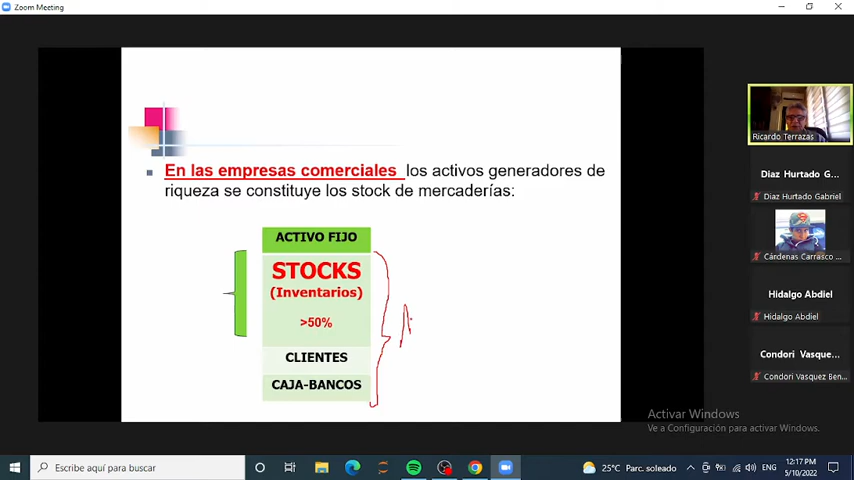 Zoom Meeting
En las empresas comerciales los activos generadores de
riqueza se constituye los stock de mercaderías:
ACTIVO FIJO
STOCKS
(Inventarios)
>50%
CLIENTES
CAJA-BANCOS
Ricardo Terrazas
Diaz Hurtado G...
Diaz Hurtado Gabriel
Cárdenas Carrasco ...
Hidalgo Abdiel
Hidalgo Abdiel
Condori Vasque...
Condori Vasquez Ben...
Activar Windows
Ve a Configuración para activar Windows.
Escribe aquí para buscar
25°C Parc. soleado
ENG
12:17 PM
5/10/2022